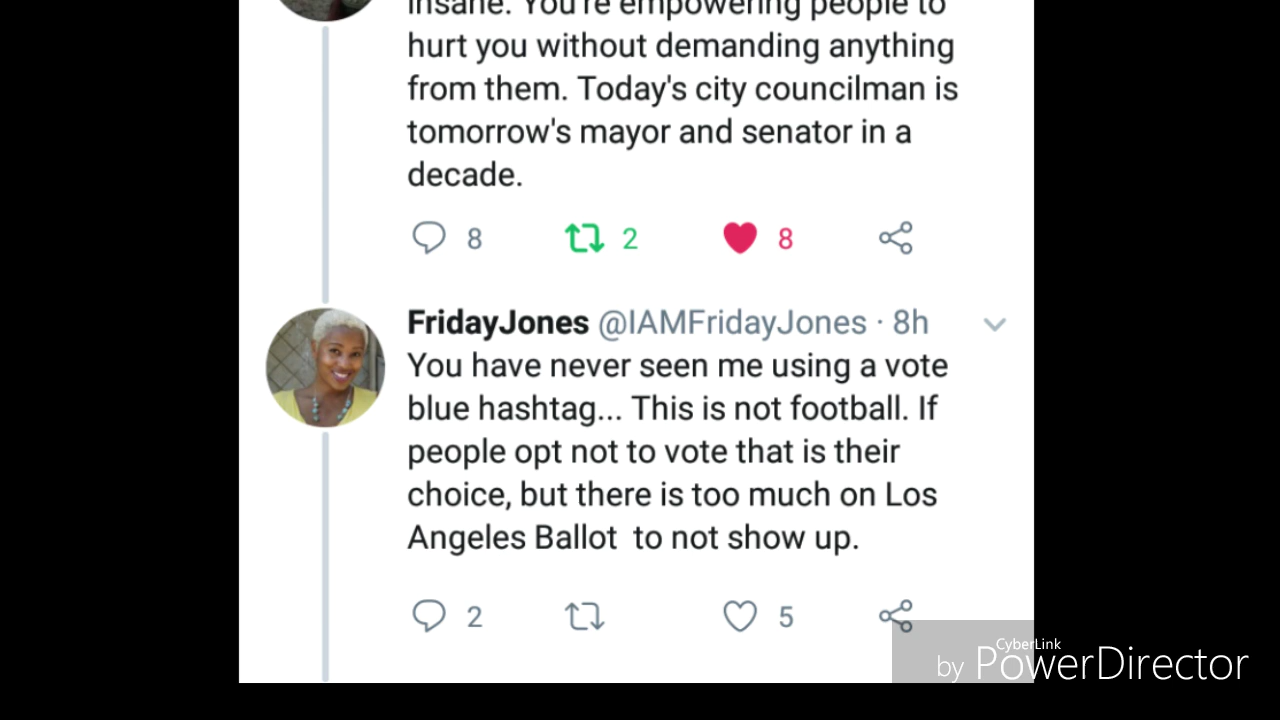 insane. You're empowering people to
hurt you without demanding anything
from them. Today's city councilman is
tomorrow's mayor and senator in a
decade.
8 2 8
FridayJones @IAMFridayJones · 8h
You have never seen me using a vote
blue hashtag... This is not football. If
people opt not to vote that is their
choice, but there is too much on Los
Angeles Ballot to not show up.
2 5
CyberLink
by PowerDirector